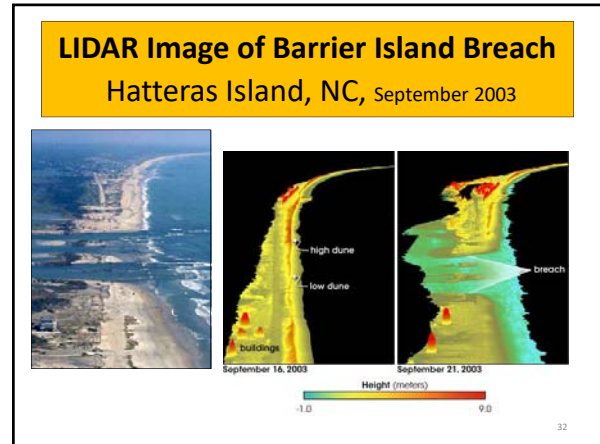 LIDAR Image of Barrier Island Breach
Hatteras Island, NC, September 2003
high dune
low dune
buildings
breach
September 16, 2003
September 21, 2003
Height (meters)
-1.0
9.0
32